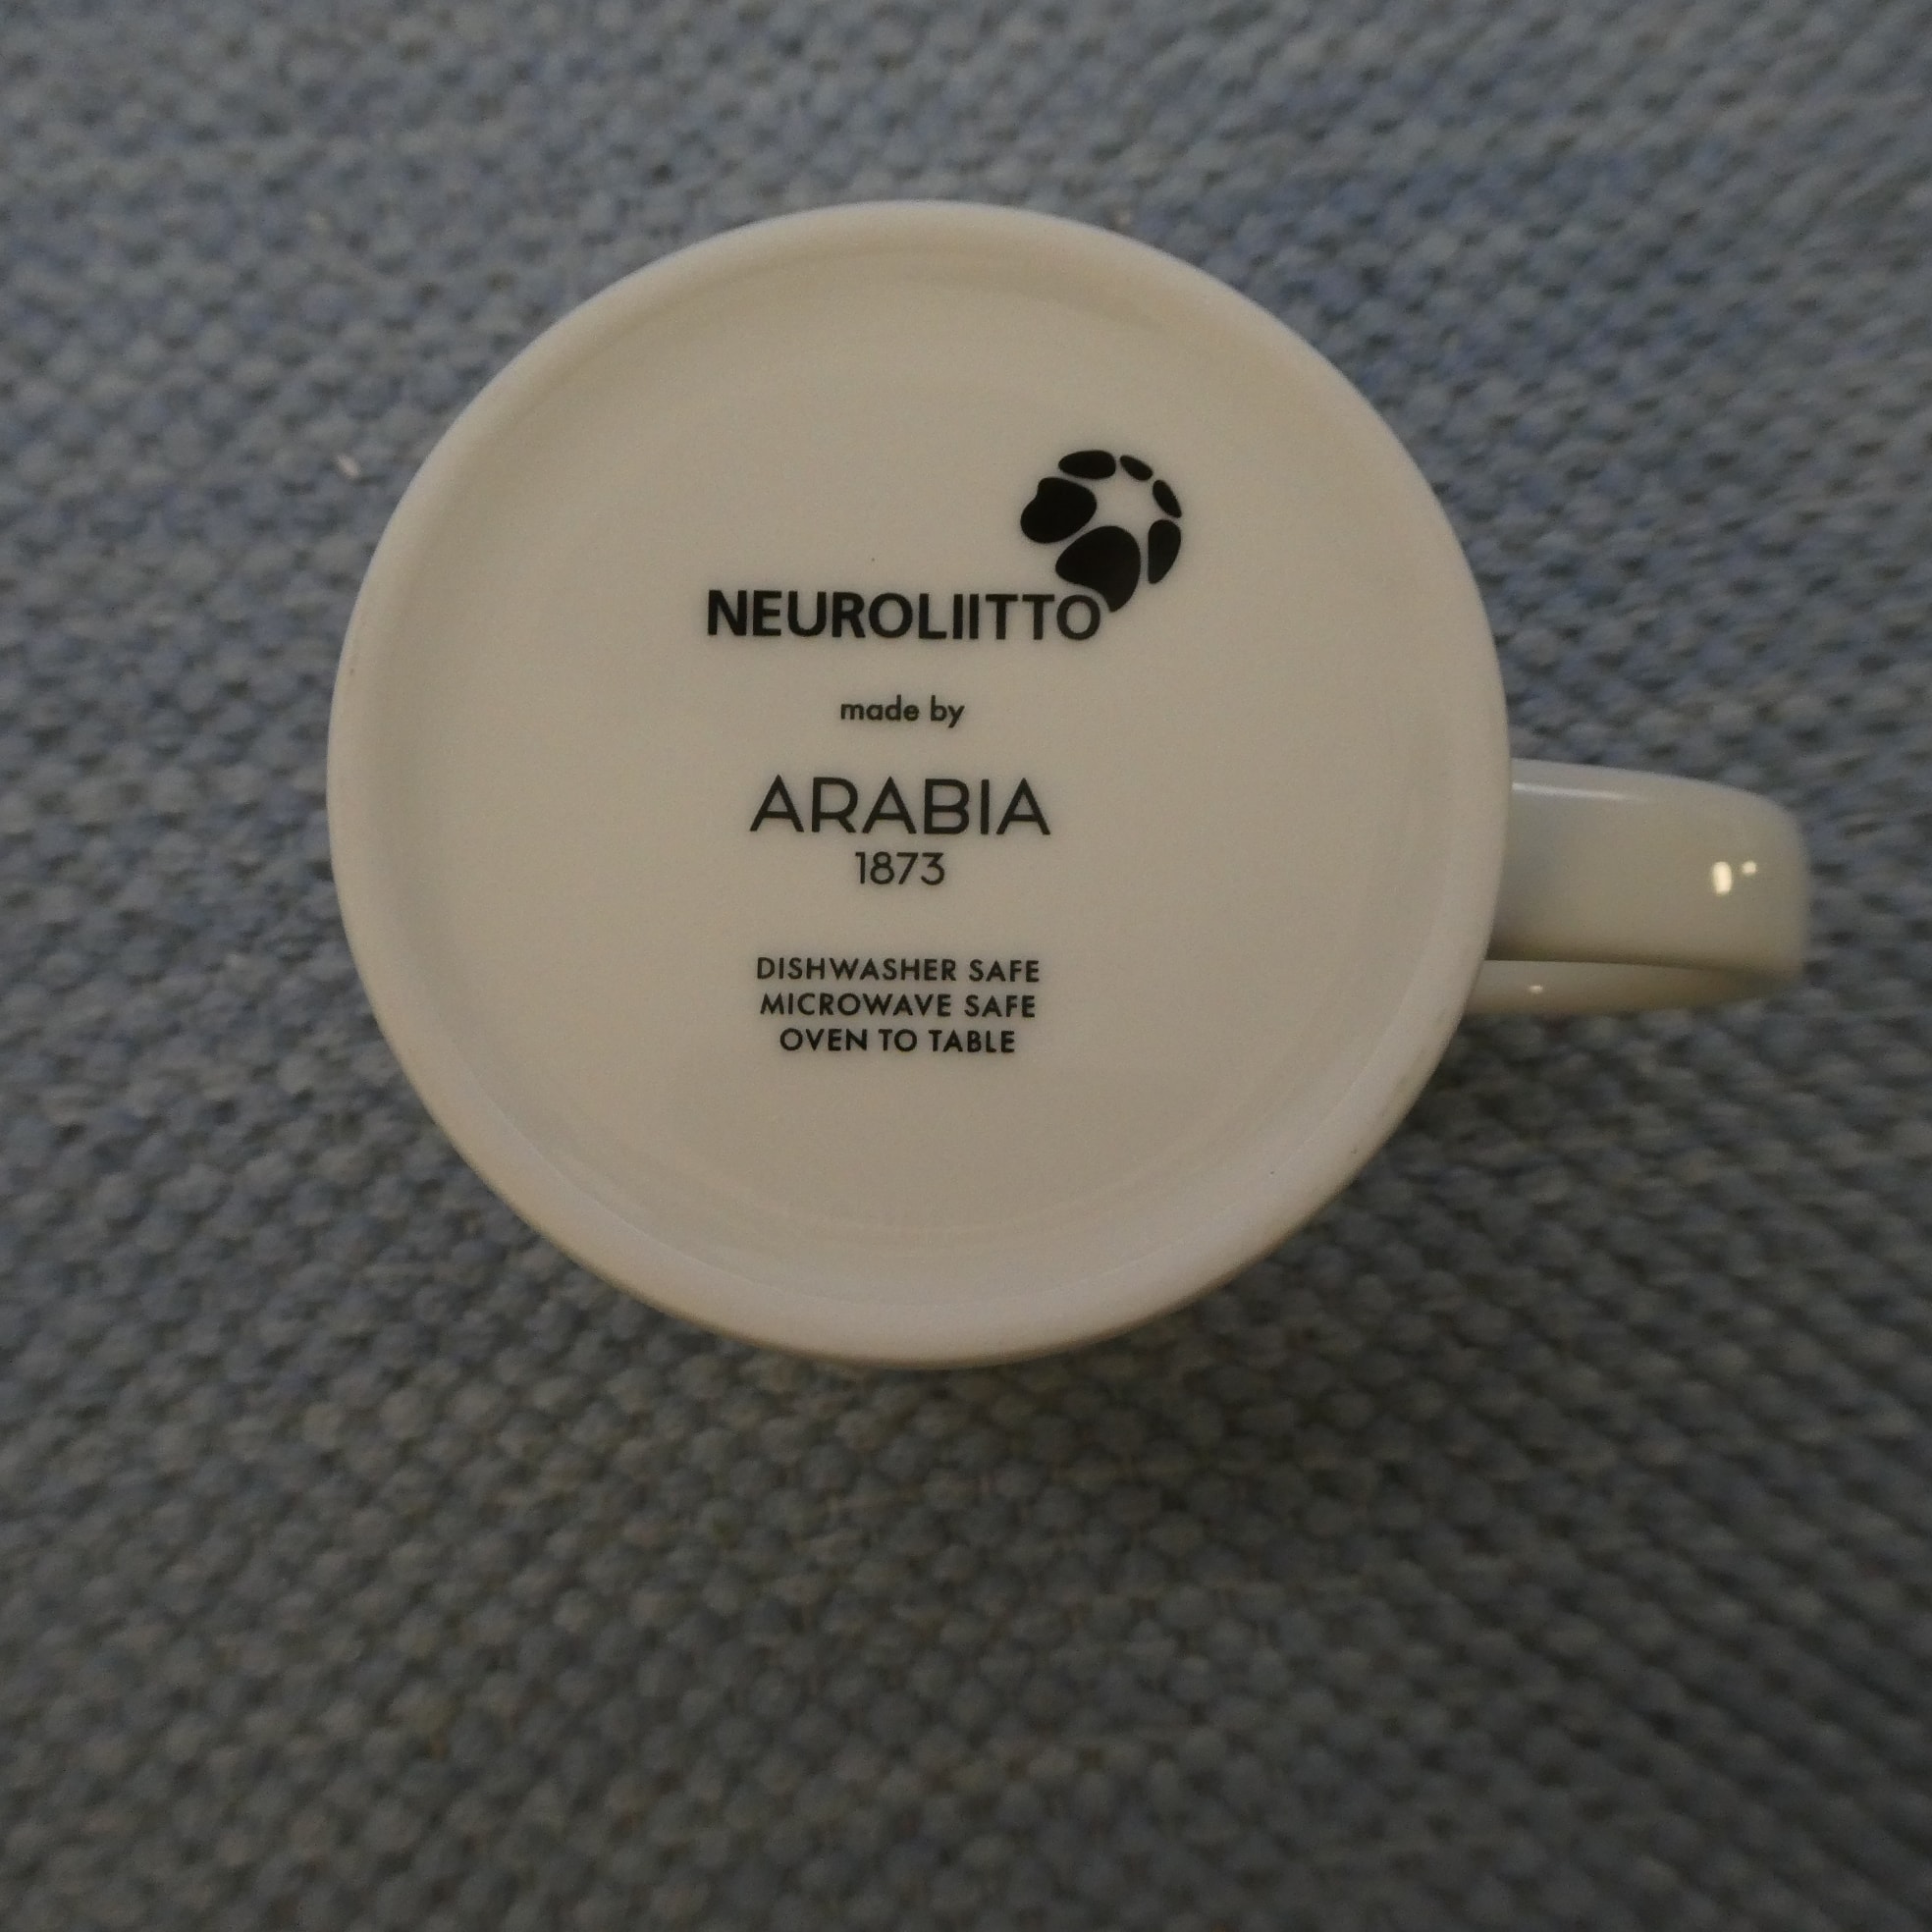 NEUROLIITTO
made by
ARABIA
1873
DISHWASHER SAFE
MICROWAVE SAFE
OVEN TO TABLE